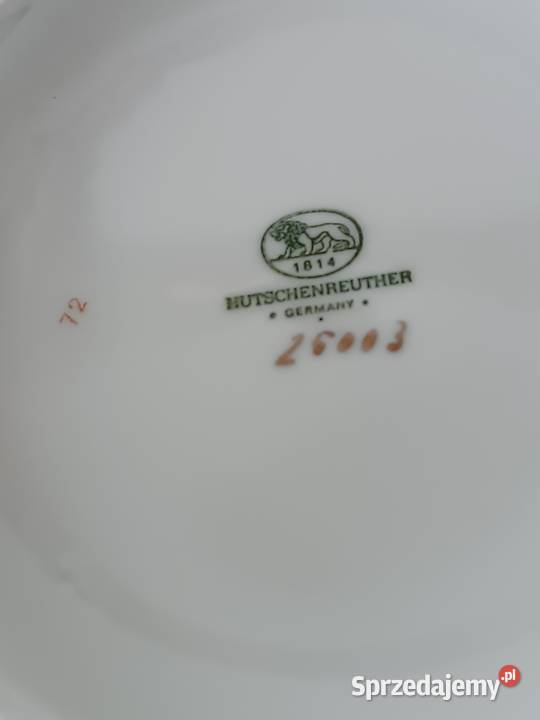 1814
HUTSCHENREUTHER
• GERMANY •
26003
72
Sprzedajemy.pl